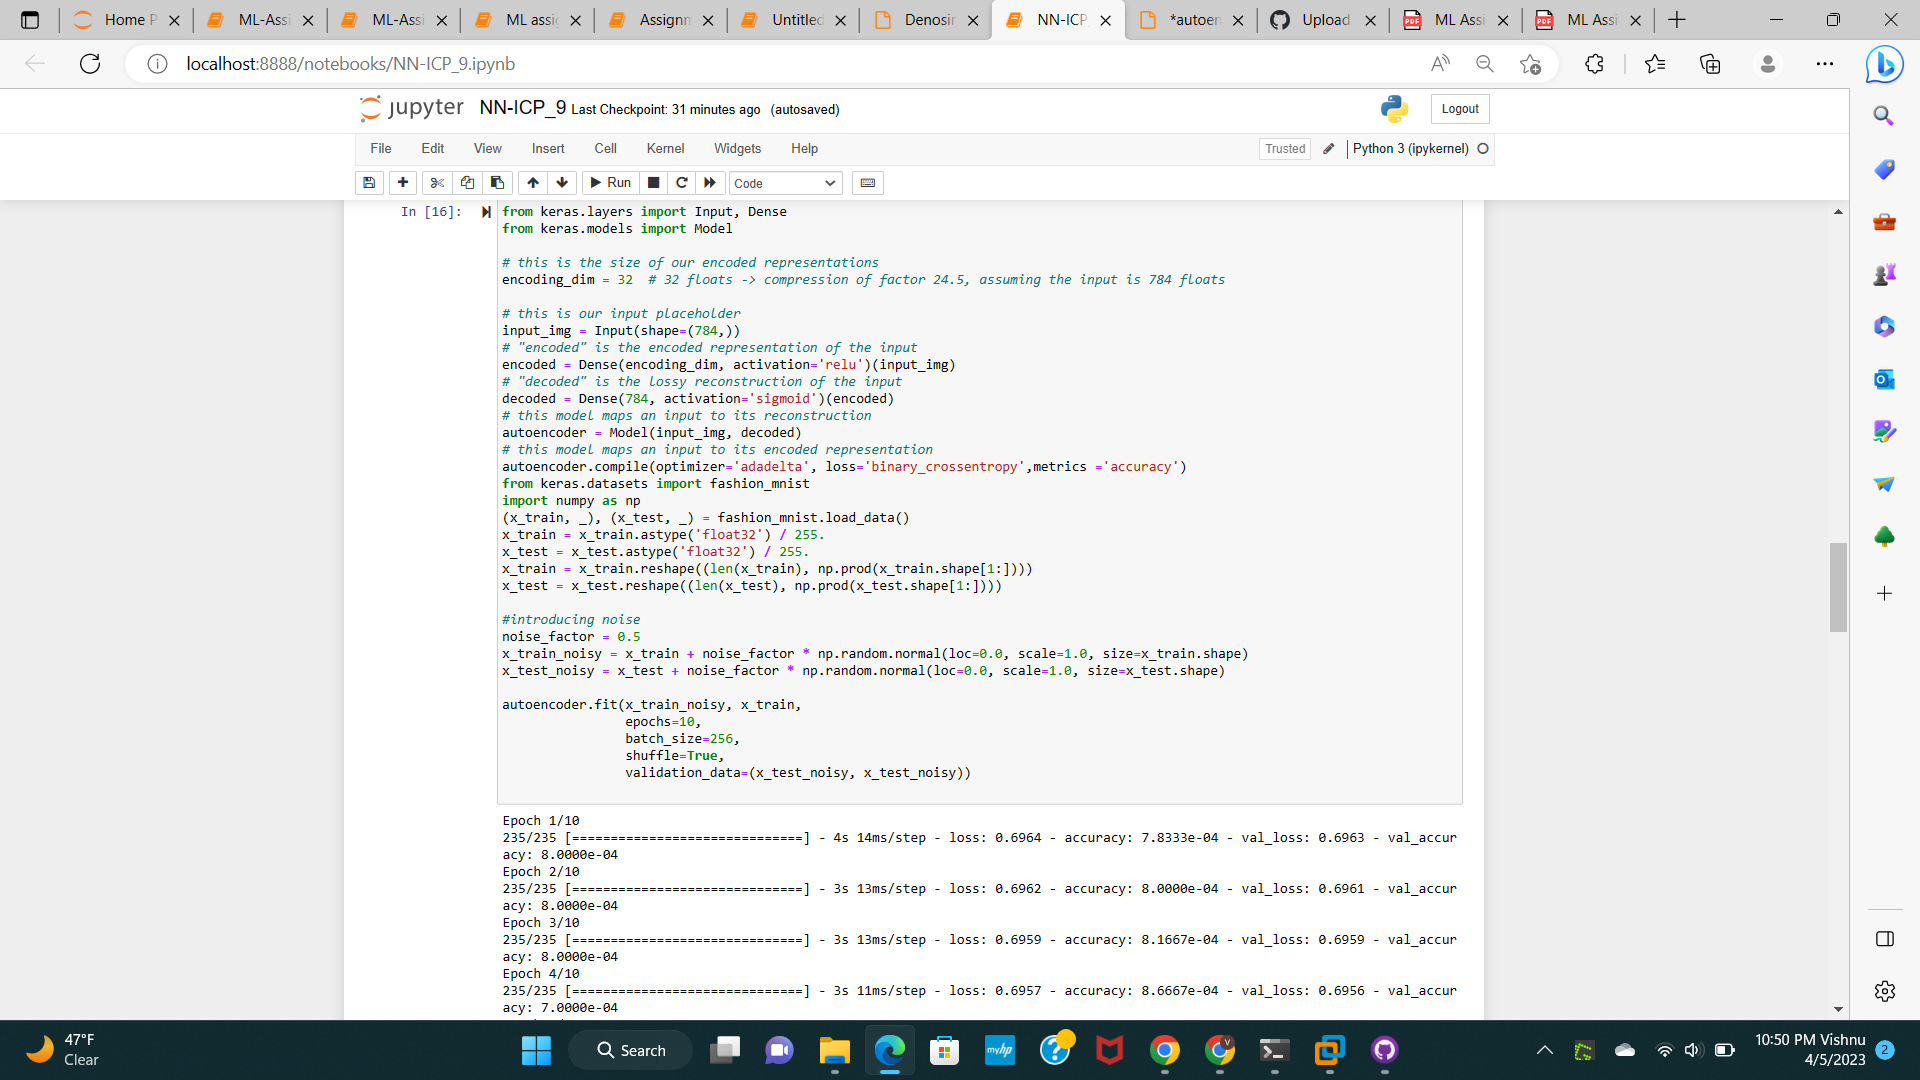 Home P
ML-Assi
ML-Assi
ML assig
Assignm
Untitled
Denosin
NN-ICP
*autoen
Upload
ML Assi
ML Assi
localhost:8888/notebooks/NN-ICP_9.ipynb
jupyter NN-ICP_9 Last Checkpoint: 31 minutes ago (autosaved)
Logout
File Edit View Insert Cell Kernel Widgets Help
Trusted
Python 3 (ipykernel)
Run
Code
In [16]:
from keras.layers import Input, Dense
from keras.models import Model
# this is the size of our encoded representations
encoding_dim = 32  # 32 floats -> compression of factor 24.5, assuming the input is 784 floats
# this is our input placeholder
input_img = Input(shape=(784,))
# "encoded" is the encoded representation of the input
encoded = Dense(encoding_dim, activation='relu')(input_img)
# "decoded" is the lossy reconstruction of the input
decoded = Dense(784, activation='sigmoid')(encoded)
# this model maps an input to its reconstruction
autoencoder = Model(input_img, decoded)
# this model maps an input to its encoded representation
autoencoder.compile(optimizer='adadelta', loss='binary_crossentropy',metrics ='accuracy')
from keras.datasets import fashion_mnist
import numpy as np
(x_train, _), (x_test, _) = fashion_mnist.load_data()
x_train = x_train.astype('float32') / 255.
x_test = x_test.astype('float32') / 255.
x_train = x_train.reshape((len(x_train), np.prod(x_train.shape[1:])))
x_test = x_test.reshape((len(x_test), np.prod(x_test.shape[1:])))
#introducing noise
noise_factor = 0.5
x_train_noisy = x_train + noise_factor * np.random.normal(loc=0.0, scale=1.0, size=x_train.shape)
x_test_noisy = x_test + noise_factor * np.random.normal(loc=0.0, scale=1.0, size=x_test.shape)
autoencoder.fit(x_train_noisy, x_train,
epochs=10,
batch_size=256,
shuffle=True,
validation_data=(x_test_noisy, x_test_noisy))
Epoch 1/10
235/235 [==============================] - 4s 14ms/step - loss: 0.6964 - accuracy: 7.8333e-04 - val_loss: 0.6963 - val_accur
acy: 8.0000e-04
Epoch 2/10
235/235 [==============================] - 3s 13ms/step - loss: 0.6962 - accuracy: 8.0000e-04 - val_loss: 0.6961 - val_accur
acy: 8.0000e-04
Epoch 3/10
235/235 [==============================] - 3s 13ms/step - loss: 0.6959 - accuracy: 8.1667e-04 - val_loss: 0.6959 - val_accur
acy: 8.0000e-04
Epoch 4/10
235/235 [==============================] - 3s 11ms/step - loss: 0.6957 - accuracy: 8.6667e-04 - val_loss: 0.6956 - val_accur
acy: 7.0000e-04
47°F
Clear
Search
myhp
10:50 PM Vishnu
4/5/2023
2